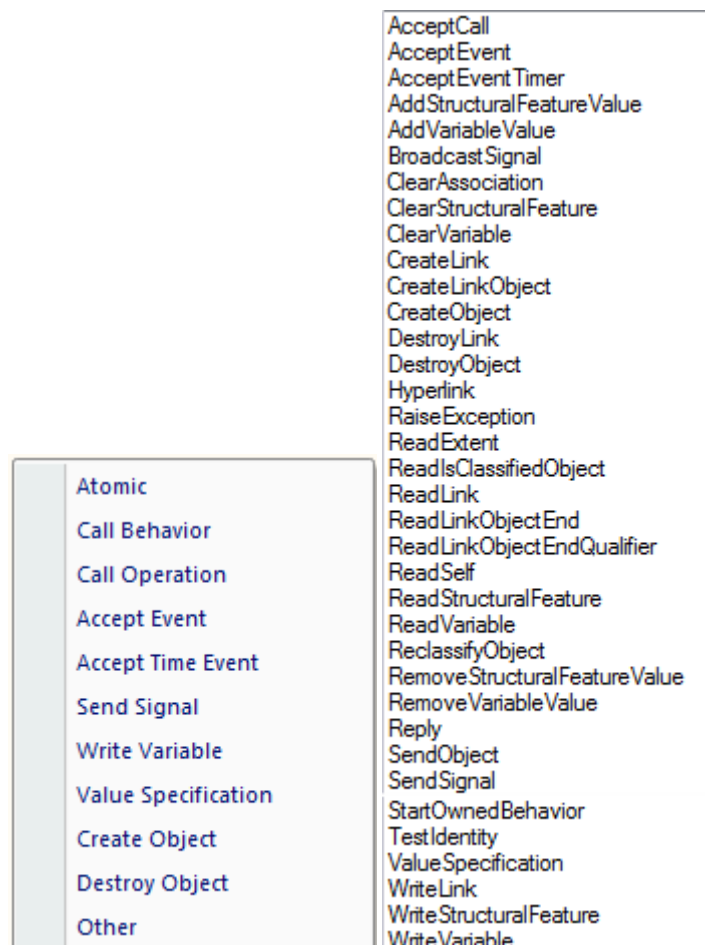 AcceptCall
AcceptEvent
AcceptEventTimer
AddStructuralFeatureValue
AddVariableValue
BroadcastSignal
ClearAssociation
ClearStructuralFeature
ClearVariable
CreateLink
CreateLinkObject
CreateObject
DestroyLink
DestroyObject
Hyperlink
RaiseException
ReadExtent
ReadIsClassifiedObject
ReadLink
ReadLinkObjectEnd
ReadLinkObjectEndQualifier
ReadSelf
ReadStructuralFeature
ReadVariable
ReclassifyObject
RemoveStructuralFeatureValue
RemoveVariableValue
Reply
SendObject
SendSignal
StartOwnedBehavior
TestIdentity
ValueSpecification
WriteLink
WriteStructuralFeature
WriteVariable
Atomic
Call Behavior
Call Operation
Accept Event
Accept Time Event
Send Signal
Write Variable
Value Specification
Create Object
Destroy Object
Other